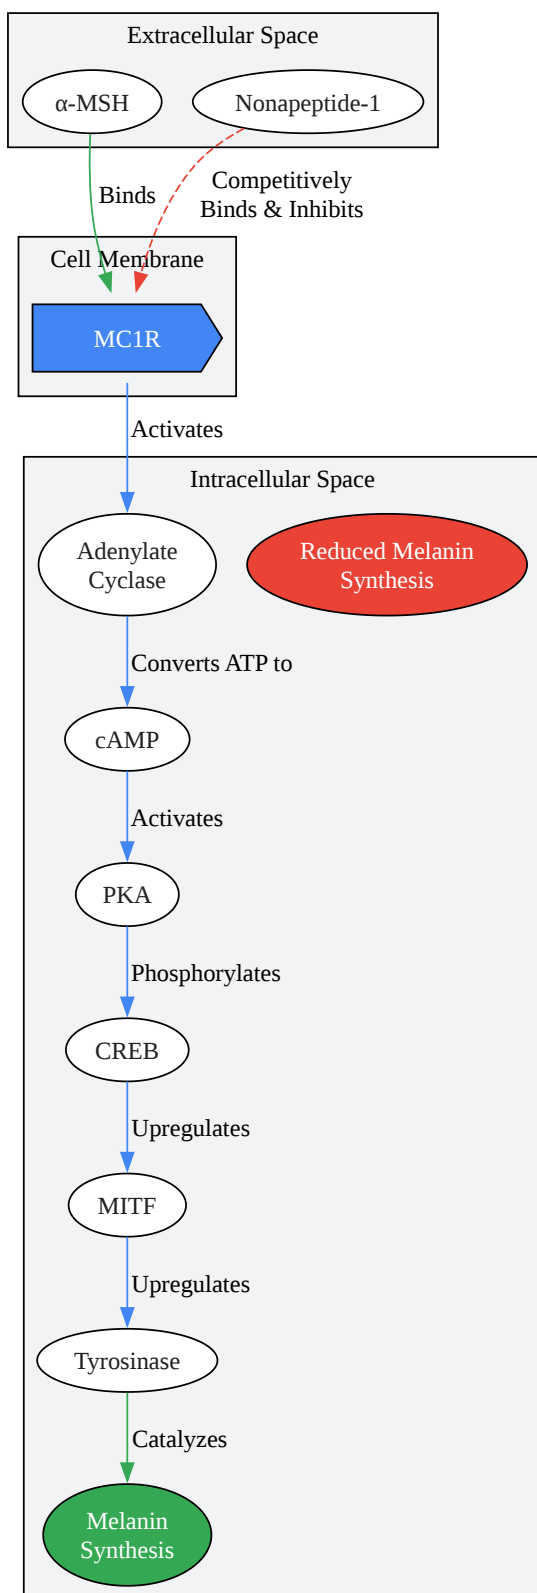 Extracellular Space
α-MSH
Nonapeptide-1
Binds
Competitively
Binds & Inhibits
Cell Membrane
MC1R
Activates
Intracellular Space
Adenylate
Cyclase
Reduced Melanin
Synthesis
Converts ATP to
cAMP
Activates
PKA
Phosphorylates
CREB
Upregulates
MITF
Upregulates
Tyrosinase
Catalyzes
Melanin
Synthesis